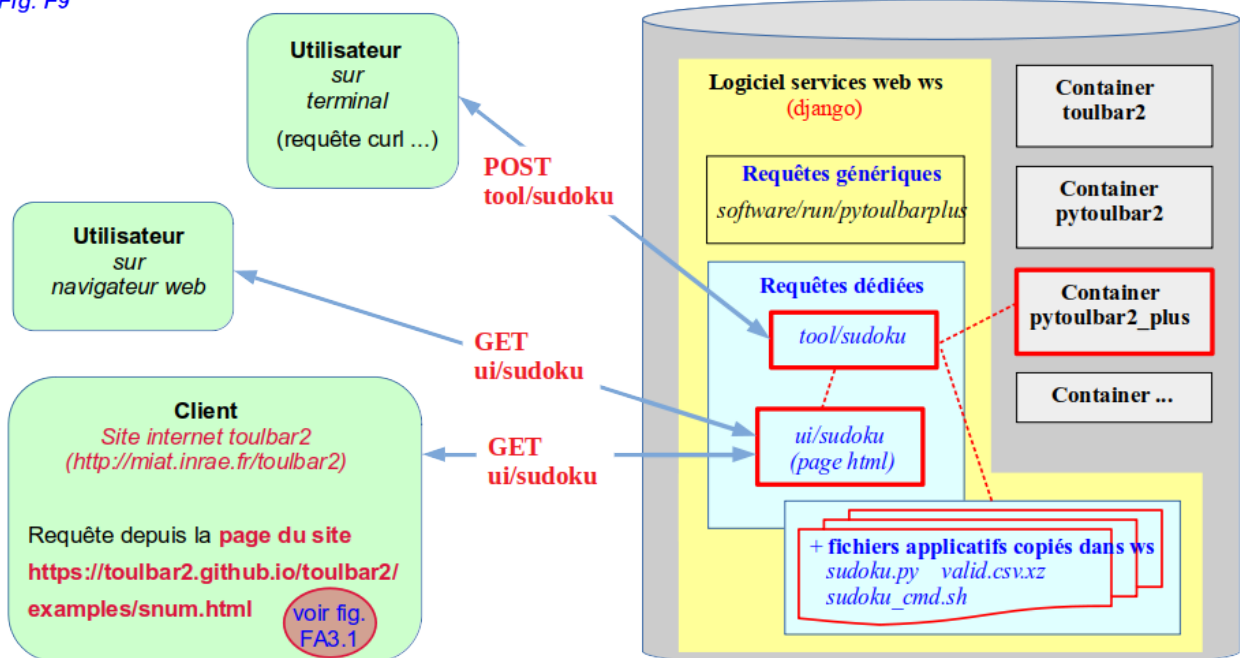 Fig. F9
Utilisateur
sur
terminal
(requête curl ...)
POST
tool/sudoku
Utilisateur
sur
navigateur web
GET
ui/sudoku
Client
Site internet toulbar2
(http://miat.inrae.fr/toulbar2)
Requête depuis la page du site
https://toulbar2.github.io/toulbar2/
examples/snum.html
voir fig.
FA3.1
GET
ui/sudoku
Logiciel services web ws
(django)
Requêtes génériques
software/run/pytoulbarplus
Requêtes dédiées
tool/sudoku
ui/sudoku
(page html)
+ fichiers applicatifs copiés dans ws
sudoku.py valid.csv.xz
sudoku_cmd.sh
Container
toulbar2
Container
pytoulbar2
Container
pytoulbar2_plus
Container ...